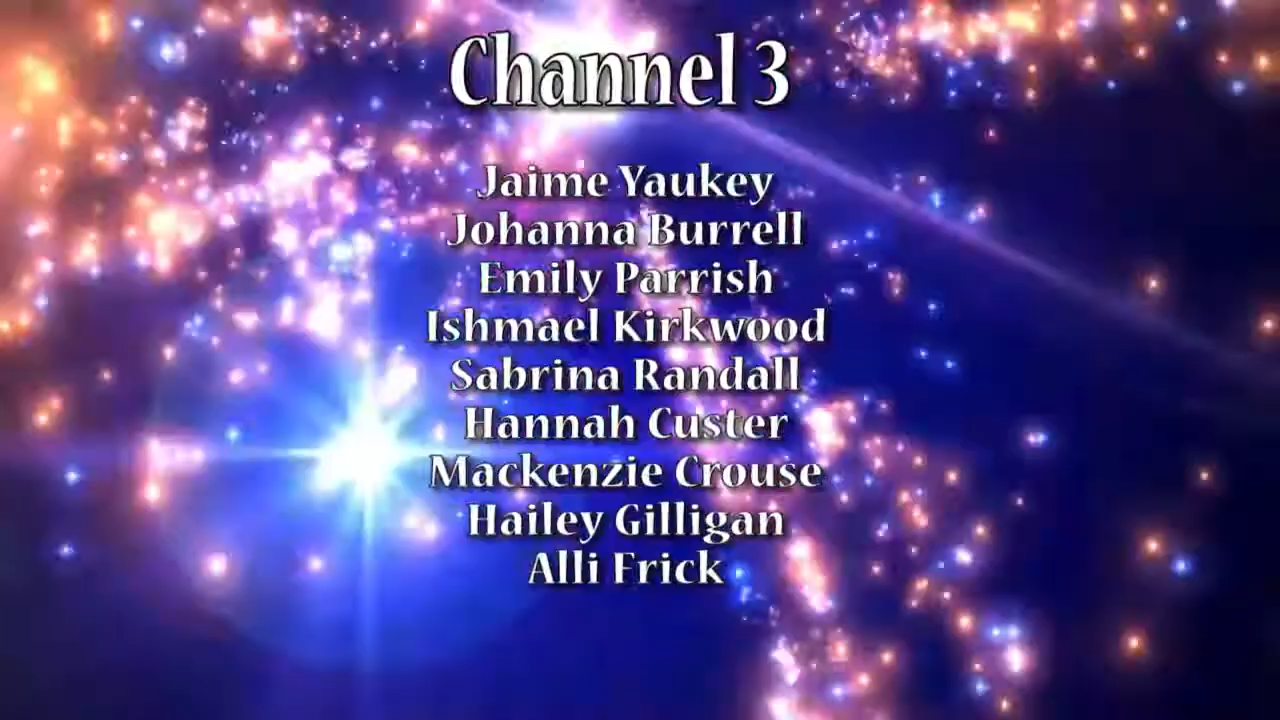 Channel 3
Jaime Yaukey
Johanna Burrell
Emily Parrish
Ishmael Kirkwood
Sabrina Randall
Hannah Custer
Mackenzie Crouse
Hailey Gilligan
Alli Frick